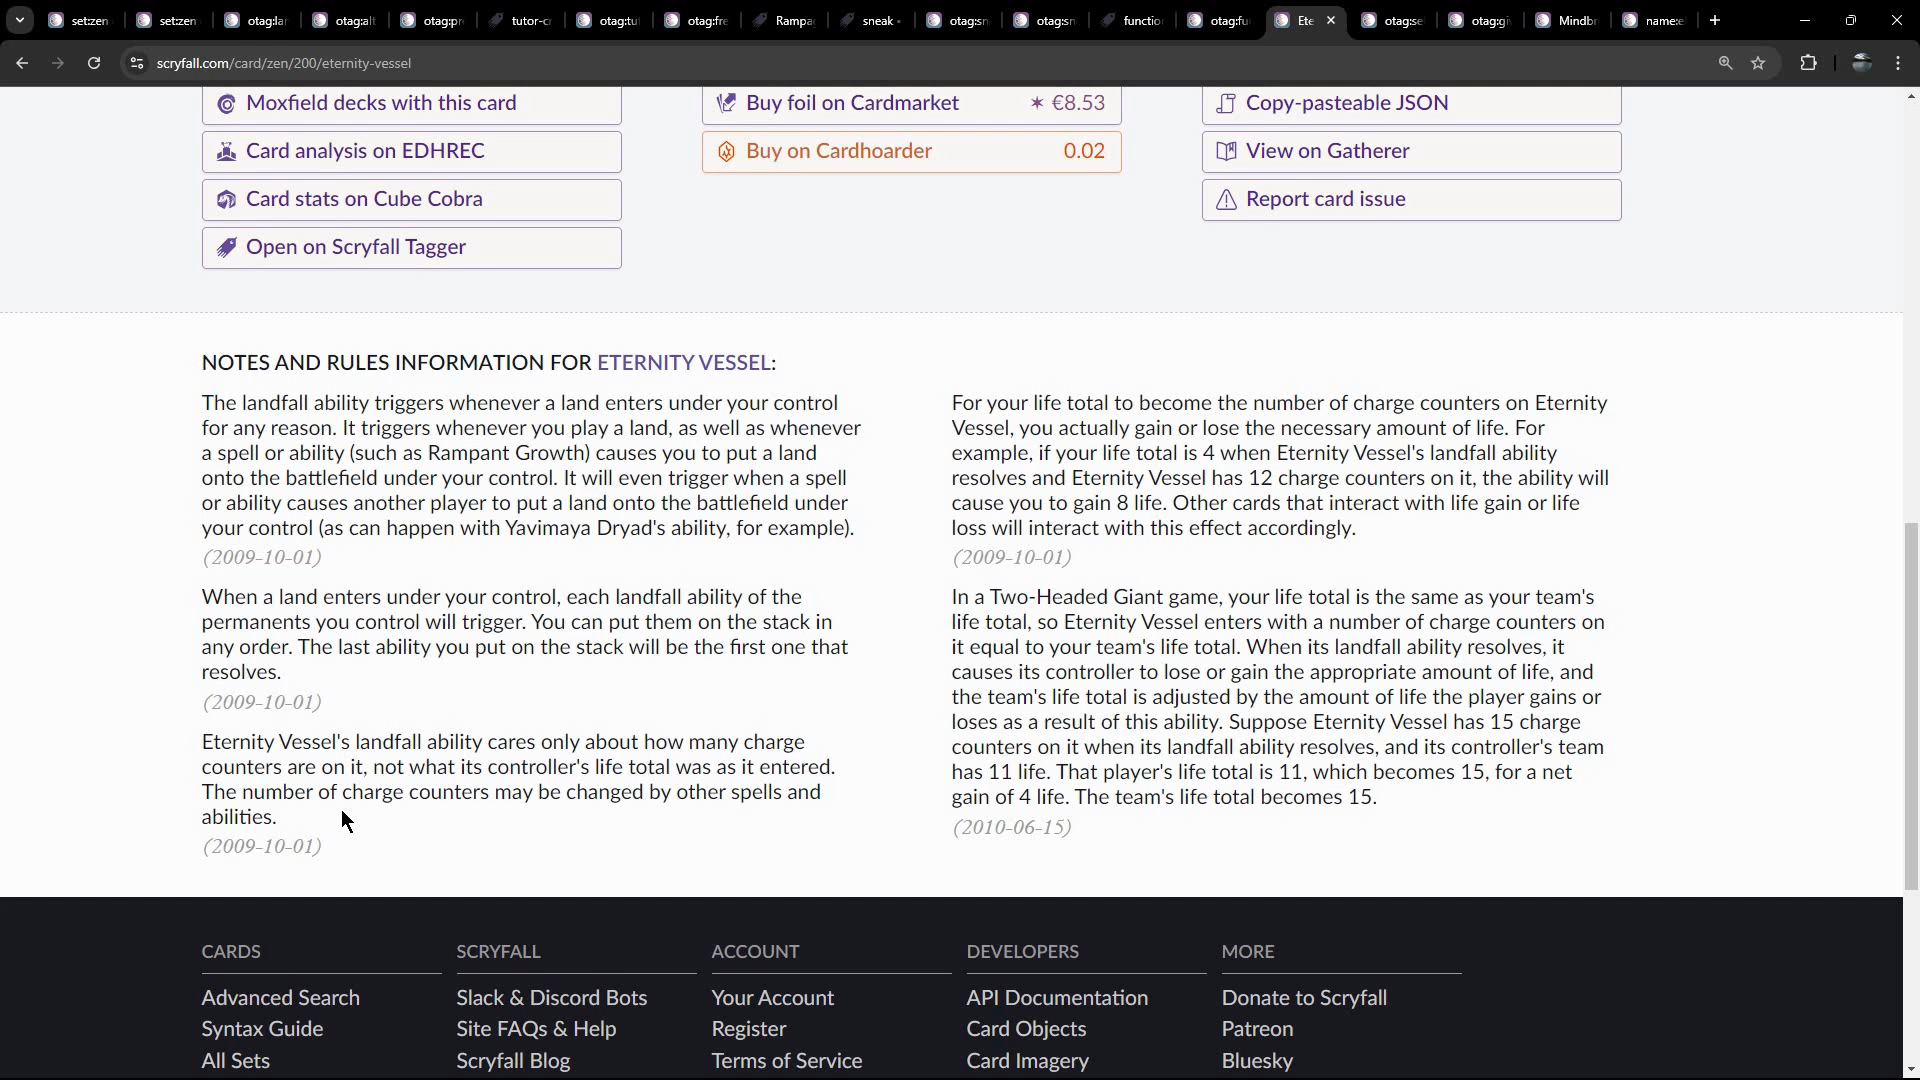 setzen
setzen
otag:la
otag:alt
otag:pr
tutor-cr
otag:tu
otag:fre
Rampa
sneak
otag:sn
otag:sn
functio
otag:fu
Ete
otag:se
otag:gi
Mindb
name:e
scryfall.com/card/zen/200/eternity-vessel
Moxfield decks with this card
Card analysis on EDHREC
Card stats on Cube Cobra
Open on Scryfall Tagger
Buy foil on Cardmarket ✶ €8.53
Buy on Cardhoarder 0.02
Copy-pasteable JSON
View on Gatherer
Report card issue
NOTES AND RULES INFORMATION FOR ETERNITY VESSEL:
The landfall ability triggers whenever a land enters under your control
for any reason. It triggers whenever you play a land, as well as whenever
a spell or ability (such as Rampant Growth) causes you to put a land
onto the battlefield under your control. It will even trigger when a spell
or ability causes another player to put a land onto the battlefield under
your control (as can happen with Yavimaya Dryad's ability, for example).
(2009-10-01)
When a land enters under your control, each landfall ability of the
permanents you control will trigger. You can put them on the stack in
any order. The last ability you put on the stack will be the first one that
resolves.
(2009-10-01)
Eternity Vessel's landfall ability cares only about how many charge
counters are on it, not what its controller's life total was as it entered.
The number of charge counters may be changed by other spells and
abilities.
(2009-10-01)
For your life total to become the number of charge counters on Eternity
Vessel, you actually gain or lose the necessary amount of life. For
example, if your life total is 4 when Eternity Vessel's landfall ability
resolves and Eternity Vessel has 12 charge counters on it, the ability will
cause you to gain 8 life. Other cards that interact with life gain or life
loss will interact with this effect accordingly.
(2009-10-01)
In a Two-Headed Giant game, your life total is the same as your team's
life total, so Eternity Vessel enters with a number of charge counters on
it equal to your team's life total. When its landfall ability resolves, it
causes its controller to lose or gain the appropriate amount of life, and
the team's life total is adjusted by the amount of life the player gains or
loses as a result of this ability. Suppose Eternity Vessel has 15 charge
counters on it when its landfall ability resolves, and its controller's team
has 11 life. That player's life total is 11, which becomes 15, for a net
gain of 4 life. The team's life total becomes 15.
(2010-06-15)
CARDS
Advanced Search
Syntax Guide
All Sets
SCRYFALL
Slack & Discord Bots
Site FAQs & Help
Scryfall Blog
ACCOUNT
Your Account
Register
Terms of Service
DEVELOPERS
API Documentation
Card Objects
Card Imagery
MORE
Donate to Scryfall
Patreon
Bluesky